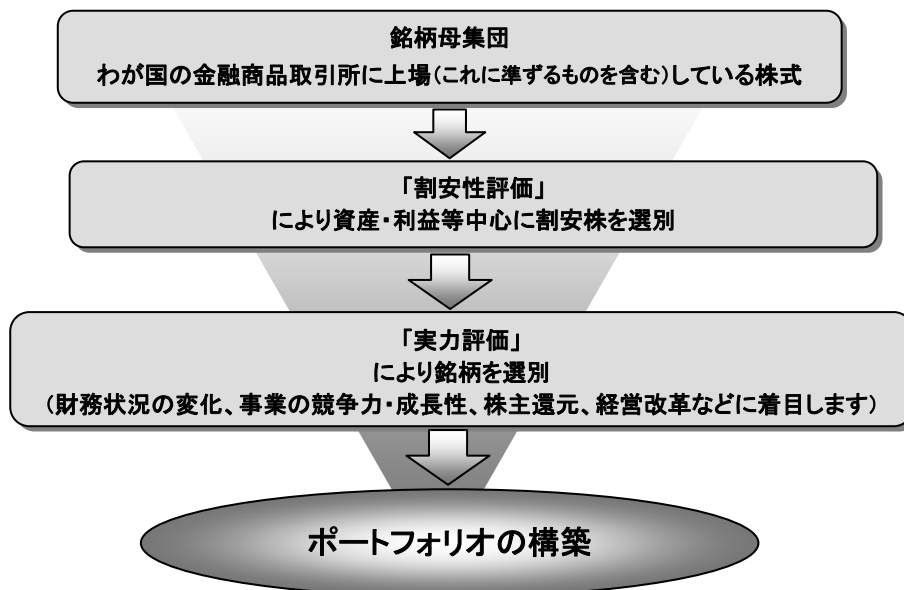 銘柄母集団
わが国の金融商品取引所に上場(これに準ずるものを含む)している株式
「割安性評価」
により資産・利益等中心に割安株を選別
「実力評価」
により銘柄を選別
(財務状況の変化、事業の競争力・成長性、株主還元、経営改革などに着目します)
ポートフォリオの構築